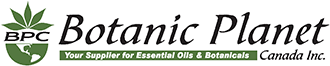 BPC
Botanic Planet
Your Supplier for Essential Oils & Botanicals
Canada Inc.